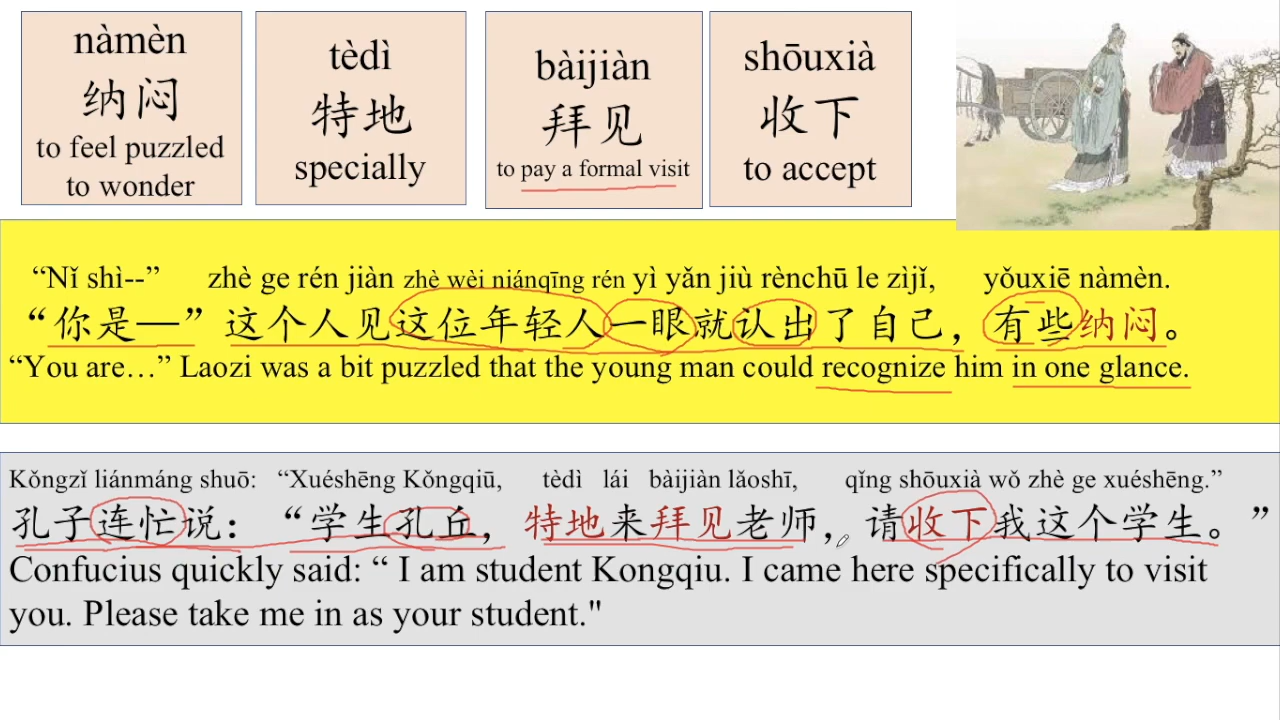 nàmèn
纳闷
to feel puzzled
to wonder
tèdì
特地
specially
bàijiàn
拜见
to pay a formal visit
shōuxià
收下
to accept
“Nǐ shì--” zhè ge rén jiàn zhè wèi niánqīng rén yì yǎn jiù rènchū le zìjǐ, yǒuxiē nàmèn.
“你是—”这个人见这位年轻人一眼就认出了自己，有些纳闷。
“You are…” Laozi was a bit puzzled that the young man could recognize him in one glance.
Kǒngzǐ liánmáng shuō: “Xuéshēng Kǒngqiū, tèdì lái bàijiàn lǎoshī, qǐng shōuxià wǒ zhè ge xuéshēng.”
孔子连忙说：“学生孔丘，特地来拜见老师，请收下我这个学生。”
Confucius quickly said: “ I am student Kongqiu. I came here specifically to visit
you. Please take me in as your student."